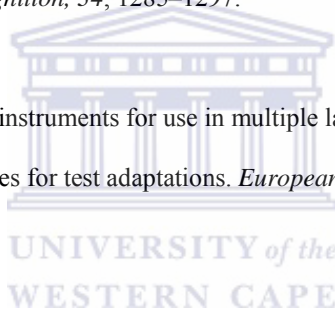 gnition, 34, 1285–1297.
instruments for use in multiple la
es for test adaptations. European
UNIVERSITY of the
WESTERN CAPE